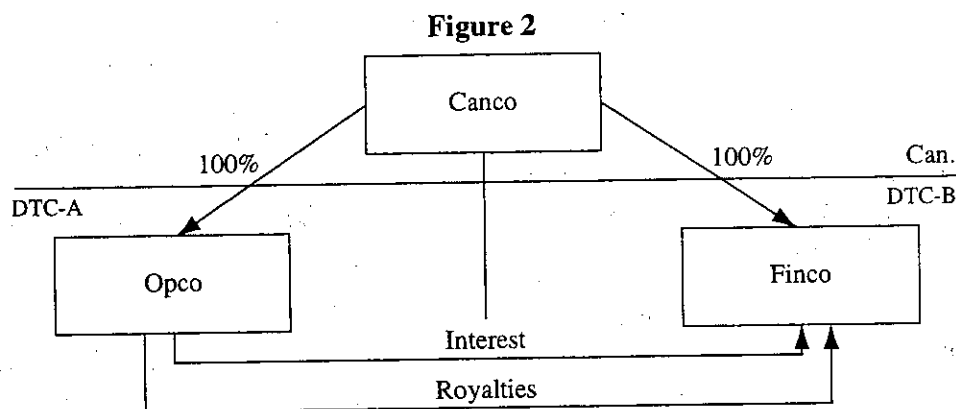 Figure 2
Canco
100%
100%
Can.
DTC-A
DTC-B
Opco
Finco
Interest
Royalties